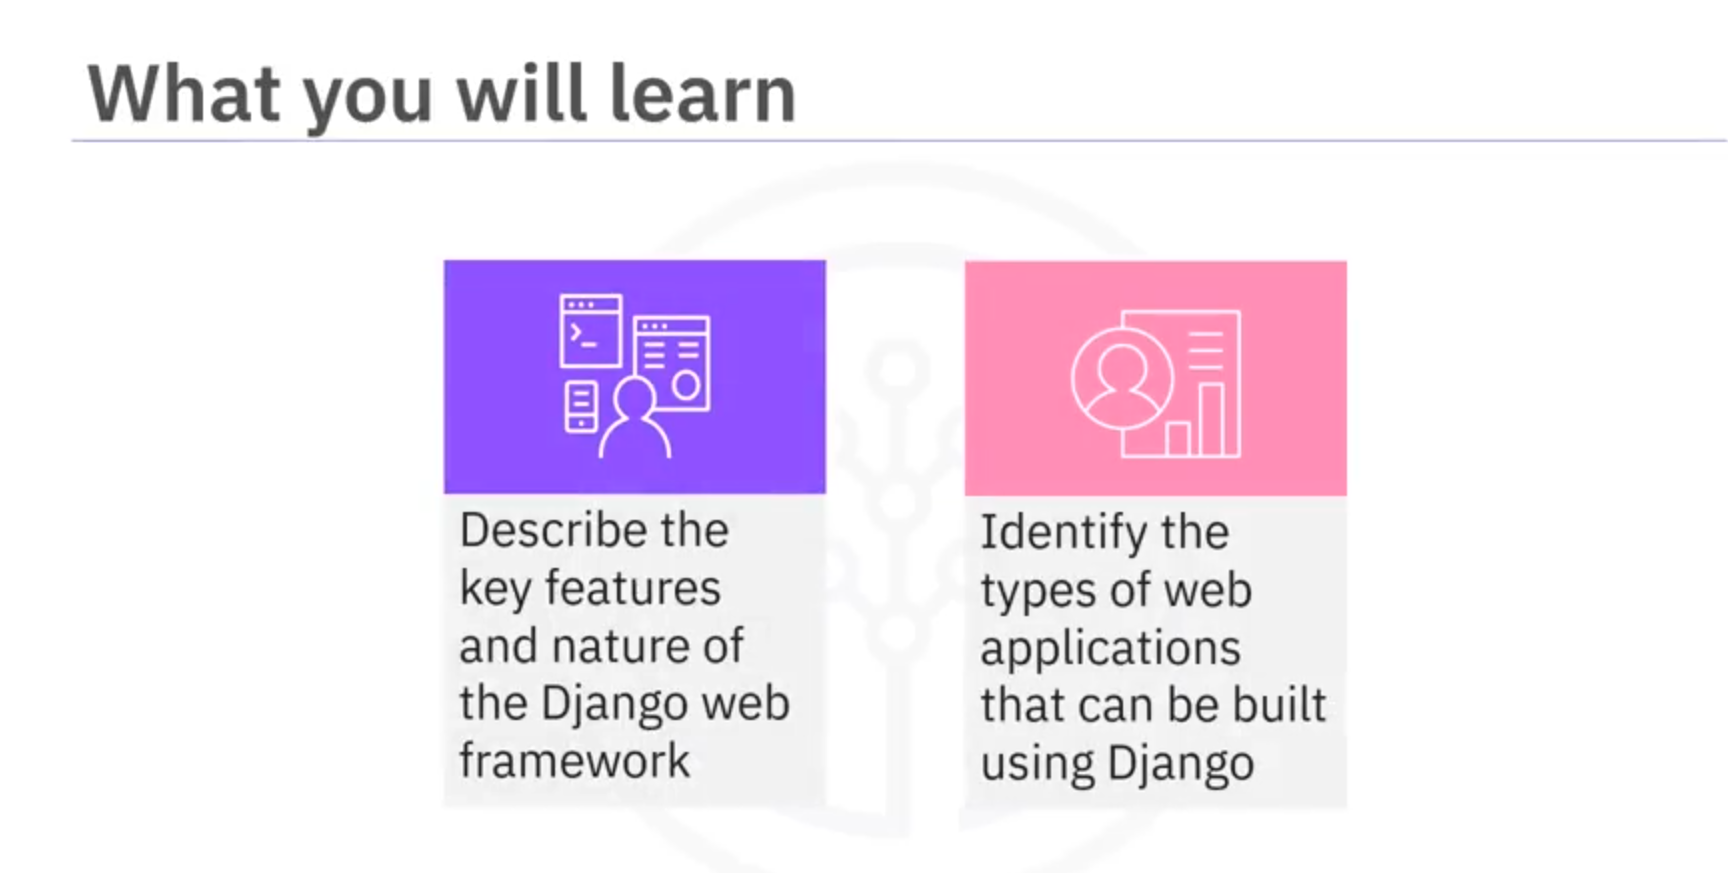 What you will learn
Describe the
key features
and nature of
the Django web
framework
Identify the
types of web
applications
that can be built
using Django